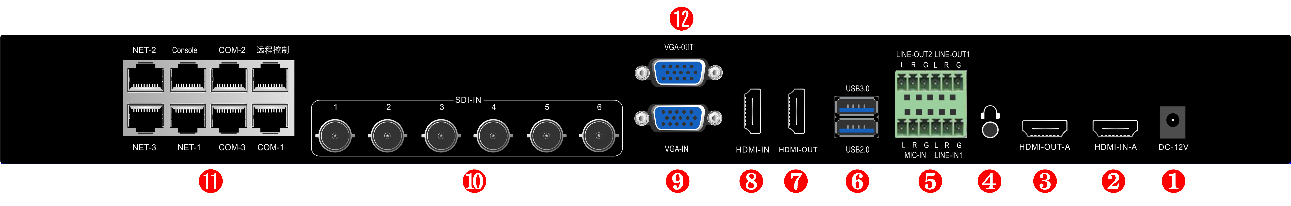 ⑫
NET-2 Console COM-2 远程控制
VGA-OUT
LINE-OUT2 LINE-OUT1
L R G L R G
USB3.0
SDI-IN
1 2 3 4 5 6
NET-3 NET-1 COM-3 COM-1
VGA-IN
HDMI-IN
HDMI-OUT
USB2.0
L R G L R G
MIC-IN LINE-IN1
HDMI-OUT-A
HDMI-IN-A
DC-12V
⑪ ⑩ ⑨ ⑧ ⑦ ⑥ ⑤ ④ ③ ② ①